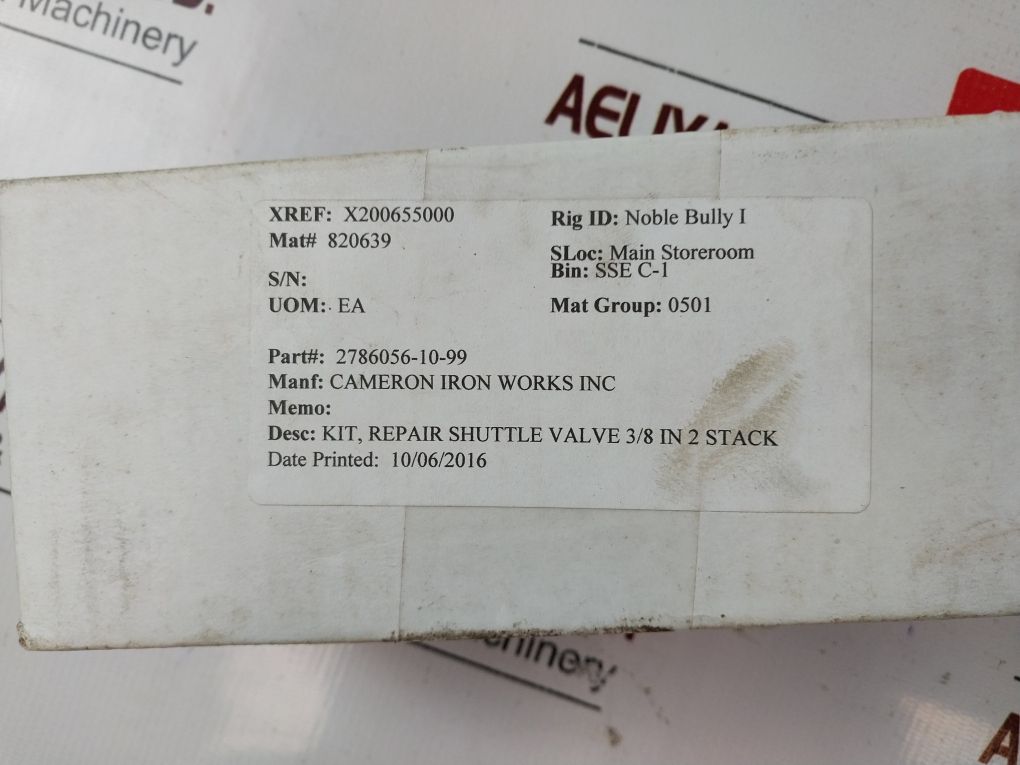 Machinery
XREF: X200655000
Mat# 820639
S/N:
UOM: EA
Rig ID: Noble Bully I
SLoc: Main Storeroom
Bin: SSE C-1
Mat Group: 0501
Part#: 2786056-10-99
Manf: CAMERON IRON WORKS INC
Memo:
Desc: KIT, REPAIR SHUTTLE VALVE 3/8 IN 2 STACK
Date Printed: 10/06/2016